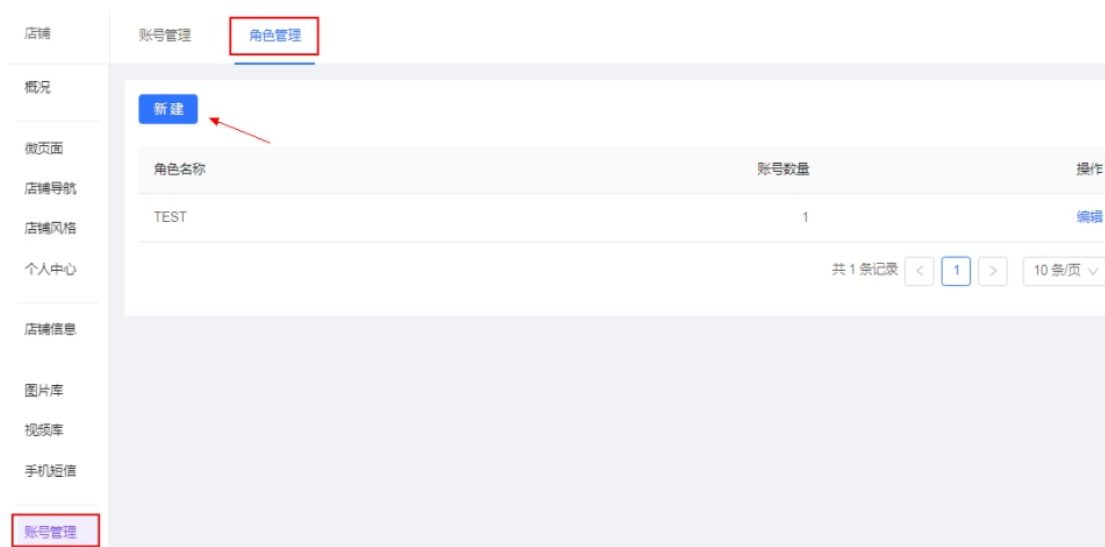 店铺
账号管理 角色管理
概况
新建
微页面
角色名称 账号数量 操作
店铺导航
TEST 1 编辑
店铺风格
个人中心
共 1 条记录 < 1 > 10 条/页
店铺信息
图片库
视频库
手机短信
账号管理